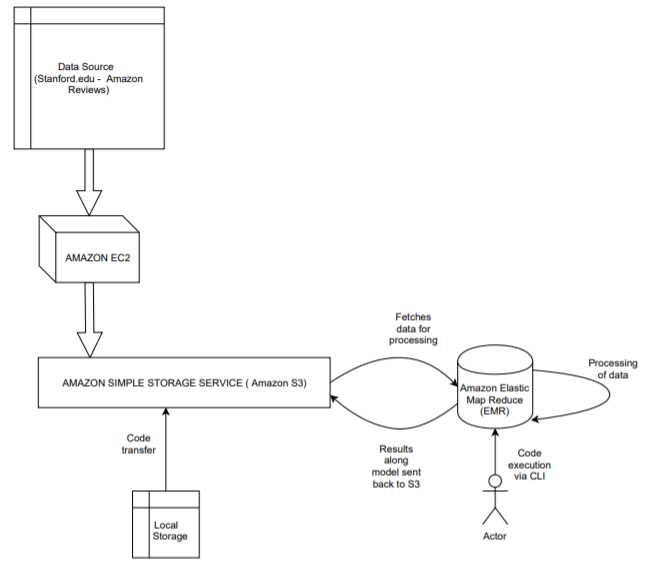 Data Source
(Stanford.edu - Amazon
Reviews)
AMAZON EC2
Fetches
data for
processing
AMAZON SIMPLE STORAGE SERVICE ( Amazon S3)
Amazon Elastic
Map Reduce
(EMR)
Processing
of data
Results
along
model sent
back to S3
Code
transfer
Code
execution
via CLI
Local
Storage
Actor